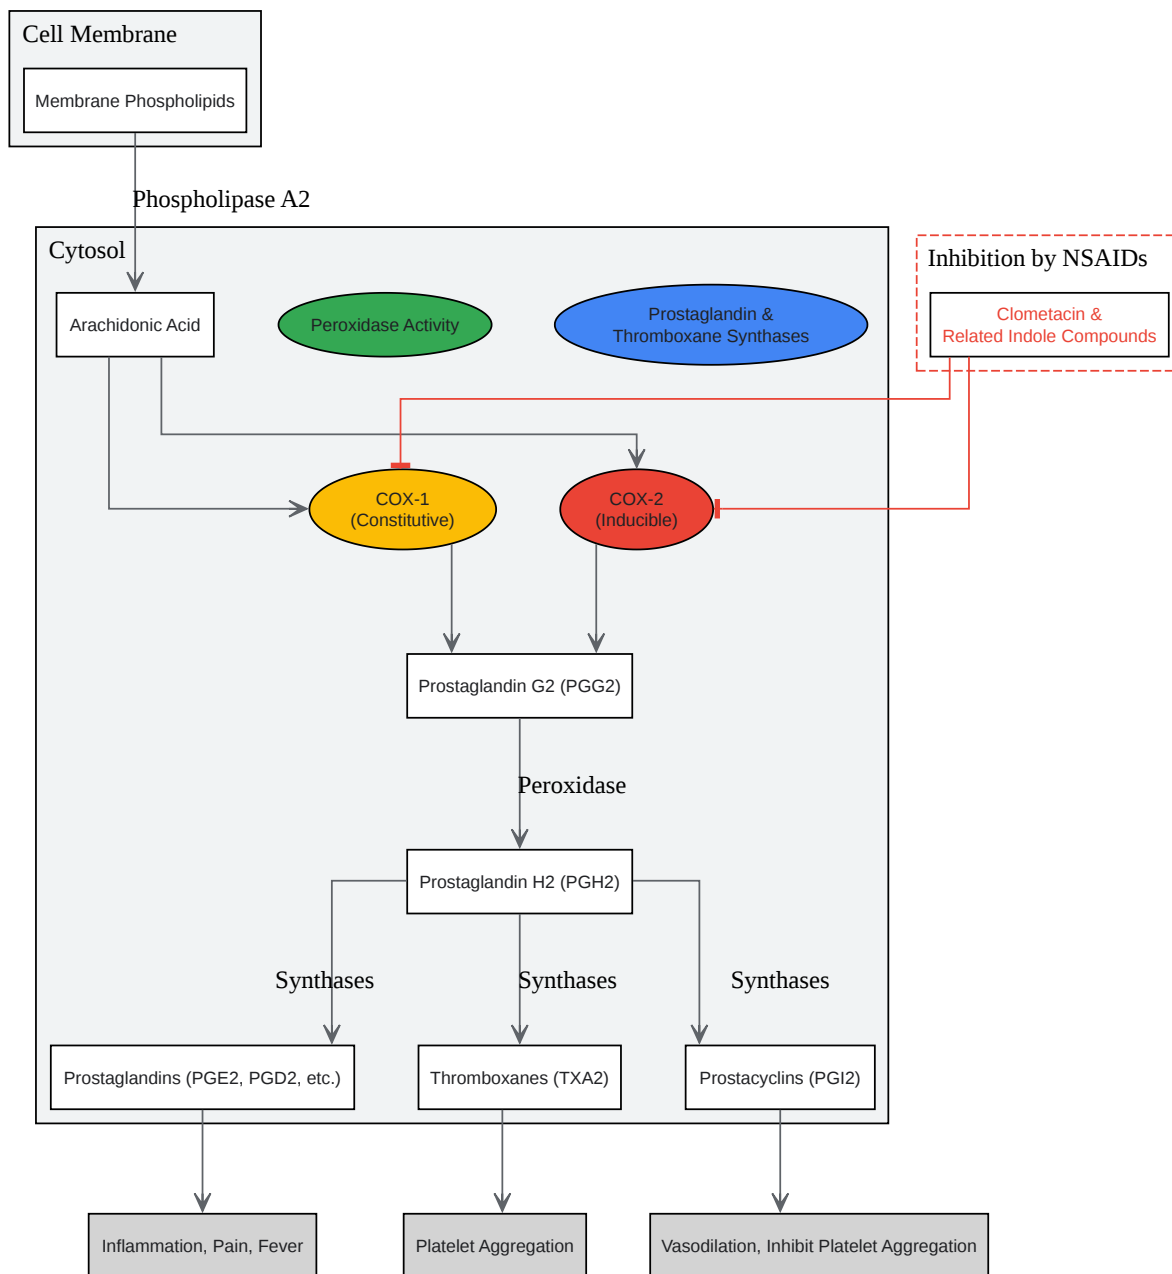 Cell Membrane
Membrane Phospholipids
Phospholipase A2
Cytosol
Inhibition by NSAIDs
Arachidonic Acid
Peroxidase Activity
Prostaglandin &
Thromboxane Synthases
Clometacin &
Related Indole Compounds
COX-1
(Constitutive)
COX-2
(Inducible)
Prostaglandin G2 (PGG2)
Peroxidase
Prostaglandin H2 (PGH2)
Synthases
Synthases
Synthases
Prostaglandins (PGE2, PGD2, etc.)
Thromboxanes (TXA2)
Prostacyclins (PGI2)
Inflammation, Pain, Fever
Platelet Aggregation
Vasodilation, Inhibit Platelet Aggregation